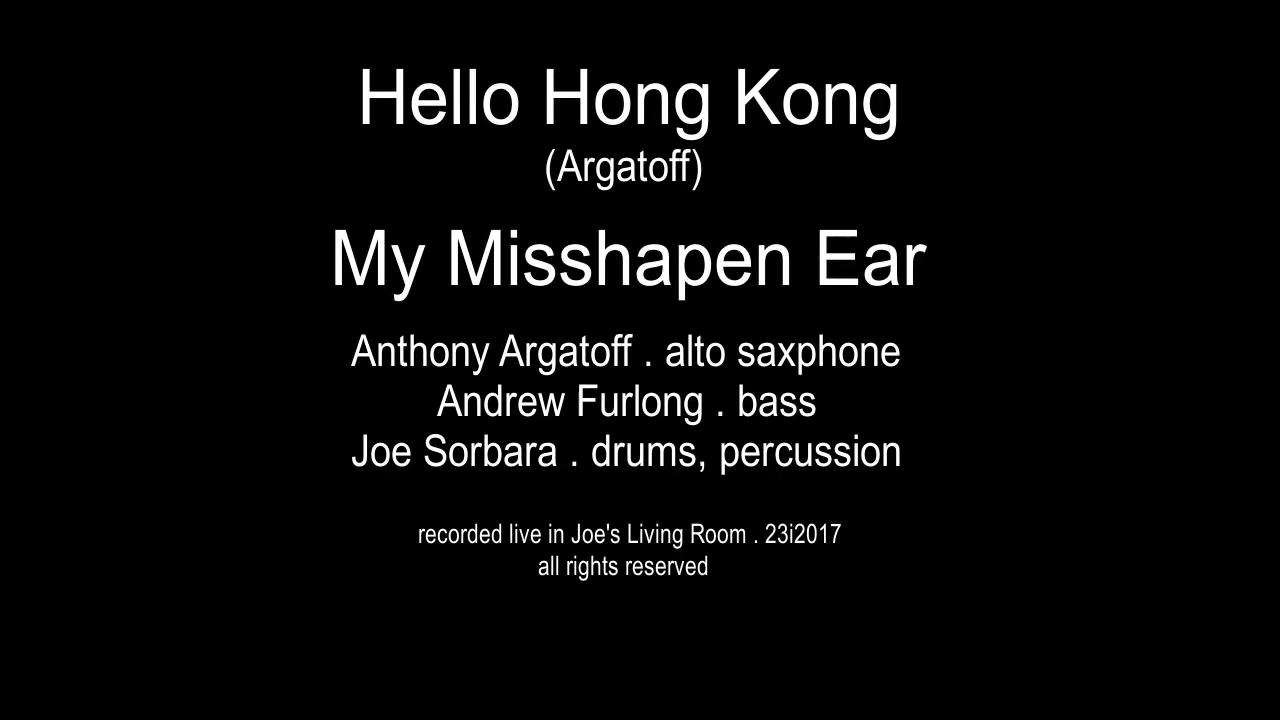 Hello Hong Kong
(Argatoff)
My Misshapen Ear
Anthony Argatoff . alto saxphone
Andrew Furlong . bass
Joe Sorbara . drums, percussion
recorded live in Joe's Living Room . 23i2017
all rights reserved